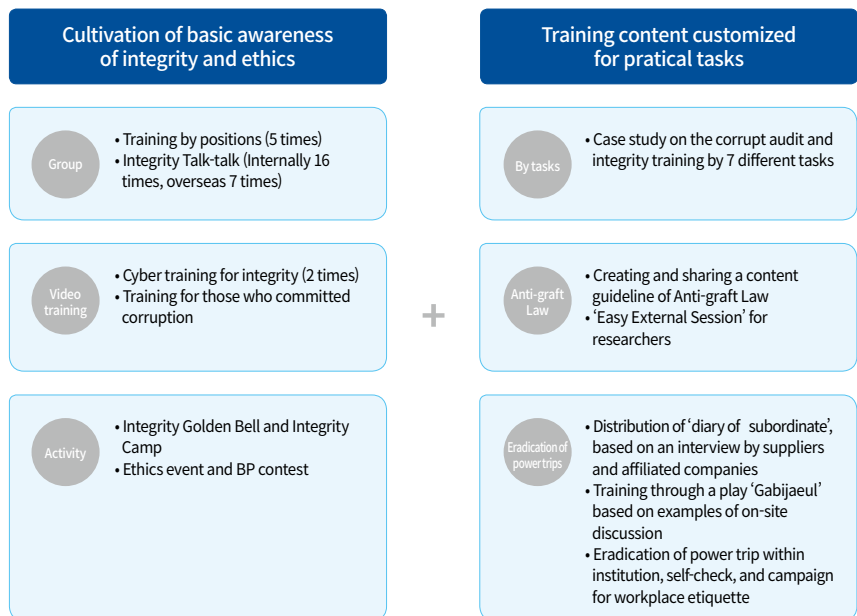 Cultivation of basic awareness
of integrity and ethics
Group
• Training by positions (5 times)
• Integrity Talk-talk (Internally 16
times, overseas 7 times)
Video
training
• Cyber training for integrity (2 times)
• Training for those who committed
corruption
Activity
• Integrity Golden Bell and Integrity
Camp
• Ethics event and BP contest
+
Training content customized
for pratical tasks
By tasks
• Case study on the corrupt audit and
integrity training by 7 different tasks
Anti-graft
Law
• Creating and sharing a content
guideline of Anti-graft Law
• ‘Easy External Session’ for
researchers
Eradication of
power trips
• Distribution of ‘diary of subordinate’,
based on an interview by suppliers
and affiliated companies
• Training through a play ‘Gabijaeul’
based on examples of on-site
discussion
• Eradication of power trip within
institution, self-check, and campaign
for workplace etiquette